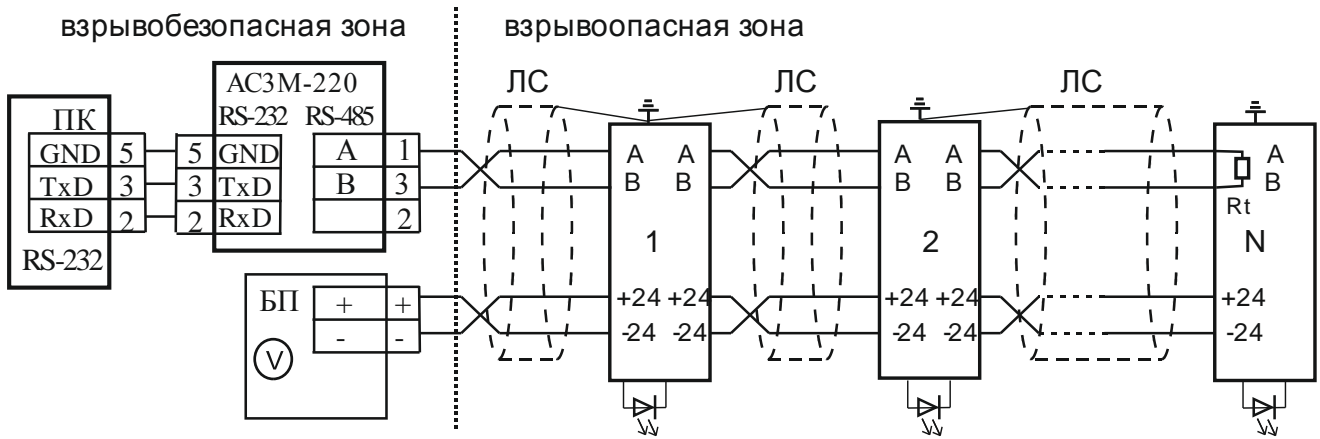 взрывобезопасная зона
взрывоопасная зона
АС3М-220
RS-232 RS-485
ПК
GND 5
TxD 3
RxD 2
RS-232
5 GND
3 TxD
2 RxD
A 1
B 3
2
БП
+ +
- -
V
ЛС
ЛС
ЛС
A A
B B
1
+24 +24
-24 -24
A A
B B
2
+24 +24
-24 -24
A
B
Rt
N
+24
-24